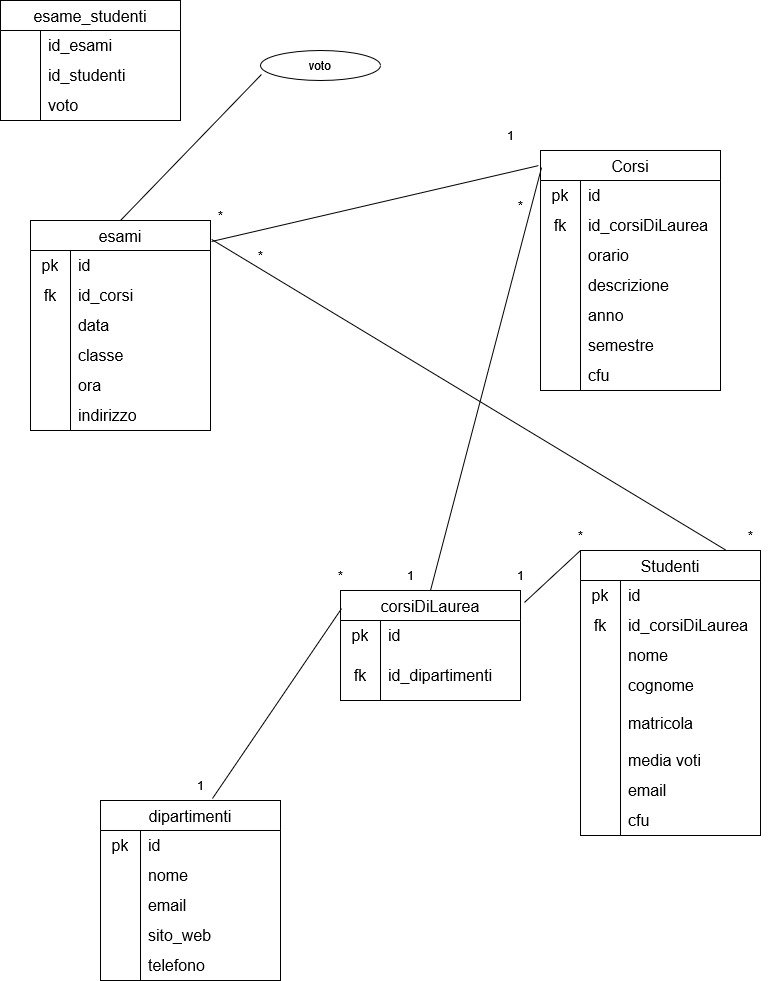 esame_studenti
id_esami
id_studenti
voto
voto
1
Corsi
pk id
fk id_corsiDiLaurea
orario
descrizione
anno
semestre
cfu
*
*
*
esami
pk id
fk id_corsi
data
classe
ora
indirizzo
*
*
*
1
1
Studenti
pk id
fk id_corsiDiLaurea
nome
cognome
matricola
media voti
email
cfu
corsiDiLaurea
pk id
fk id_dipartimenti
1
dipartimenti
pk id
nome
email
sito_web
telefono